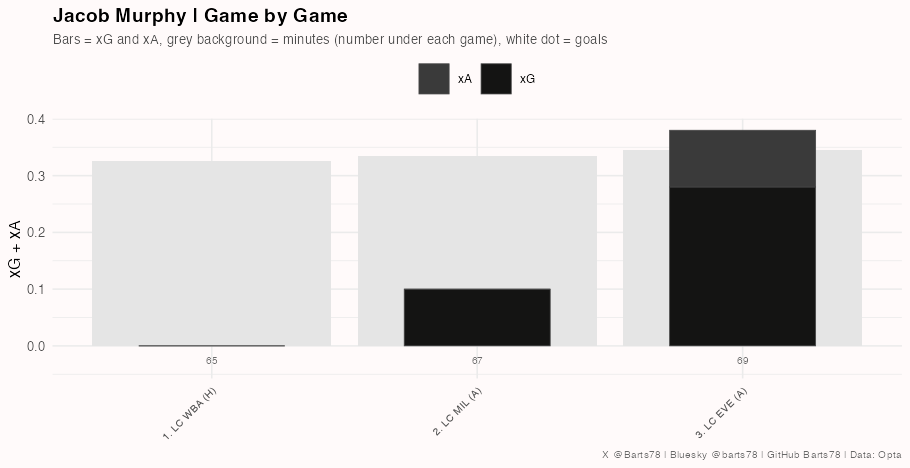 Jacob Murphy | Game by Game
Bars = xG and xA, grey background = minutes (number under each game), white dot = goals
xA xG
xG + xA
0.4
0.3
0.2
0.1
0.0
65 67 69
1. LC WBA (H) 2. LC MIL (A) 3. LC EVE (A)
X @Barts78 | Bluesky @barts78 | GitHub Barts78 | Data: Opta